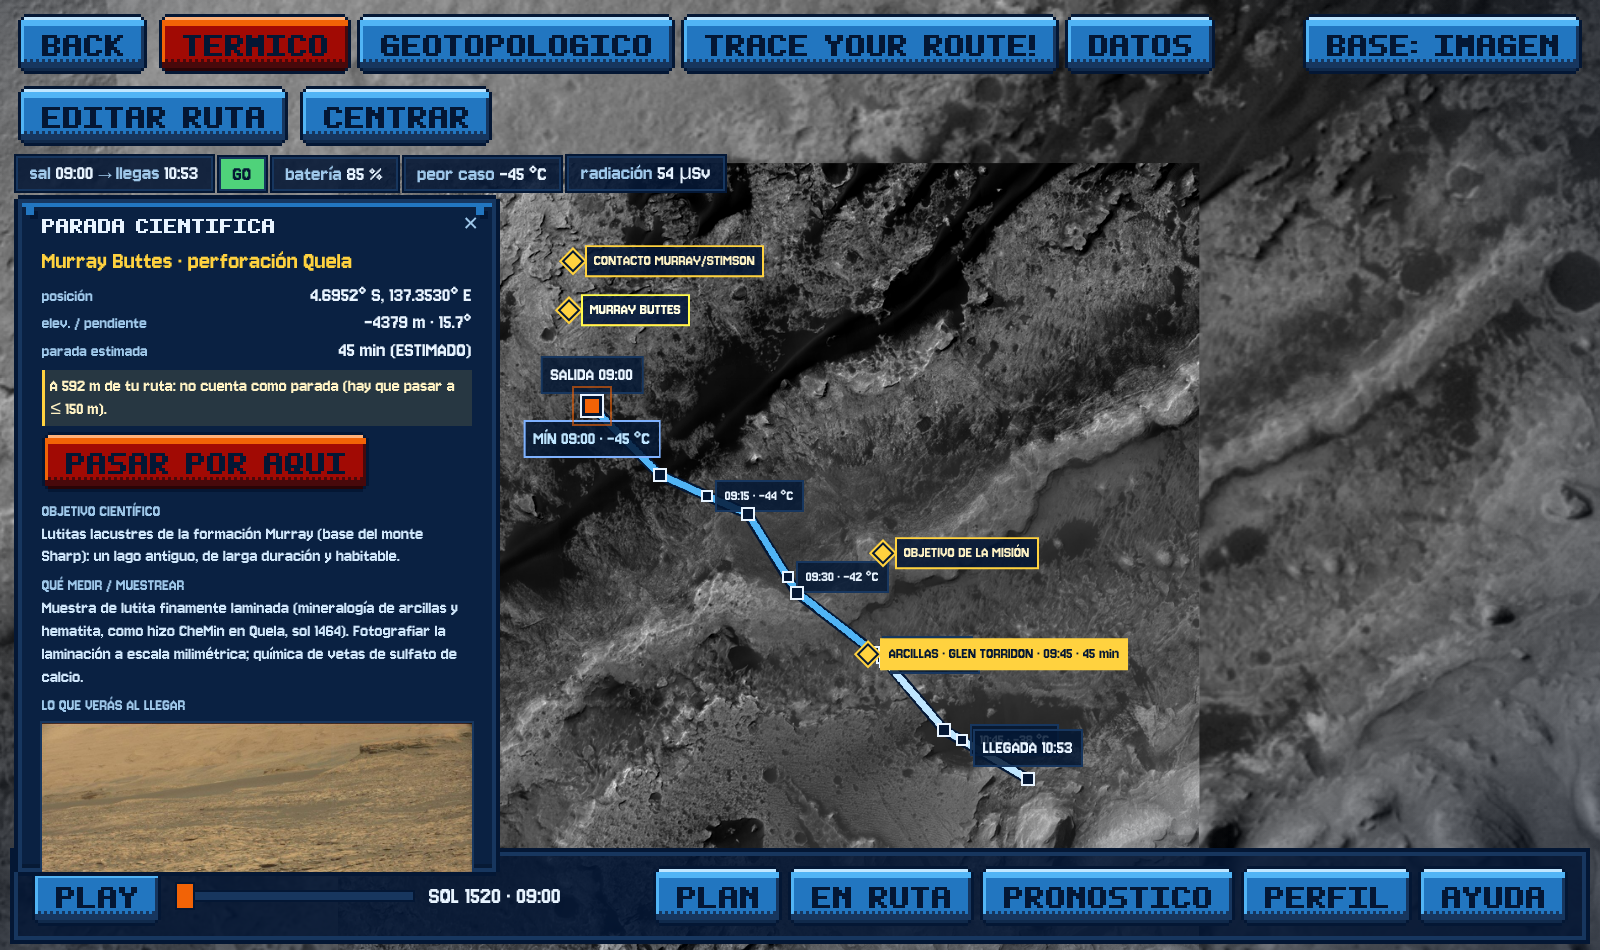 BACK
TERMICO
GEOTOPOLOGICO
TRACE YOUR ROUTE!
DATOS
BASE: IMAGEN
EDITAR RUTA
CENTRAR
sal 09:00 → llegas 10:53
GO
batería 85 %
peor caso −45 °C
radiación 54 µSv
PARADA CIENTIFICA
×
Murray Buttes · perforación Quela
posición 4.6952° S, 137.3530° E
elev. / pendiente −4379 m · 15.7°
parada estimada 45 min (ESTIMADO)
A 592 m de tu ruta: no cuenta como parada (hay que pasar a
≤ 150 m).
PASAR POR AQUI
OBJETIVO CIENTÍFICO
Lutitas lacustres de la formación Murray (base del monte
Sharp): un lago antiguo, de larga duración y habitable.
QUÉ MEDIR / MUESTREAR
Muestra de lutita finamente laminada (mineralogía de arcillas y
hematita, como hizo CheMin en Quela, sol 1464). Fotografiar la
laminación a escala milimétrica; química de vetas de sulfato de
calcio.
LO QUE VERÁS AL LLEGAR
CONTACTO MURRAY/STIMSON
MURRAY BUTTES
SALIDA 09:00
MÍN 09:00 · −45 °C
09:15 · −44 °C
OBJETIVO DE LA MISIÓN
09:30 · −42 °C
ARCILLAS · GLEN TORRIDON · 09:45 · 45 min
LLEGADA 10:53
PLAY
SOL 1520 · 09:00
PLAN
EN RUTA
PRONOSTICO
PERFIL
AYUDA